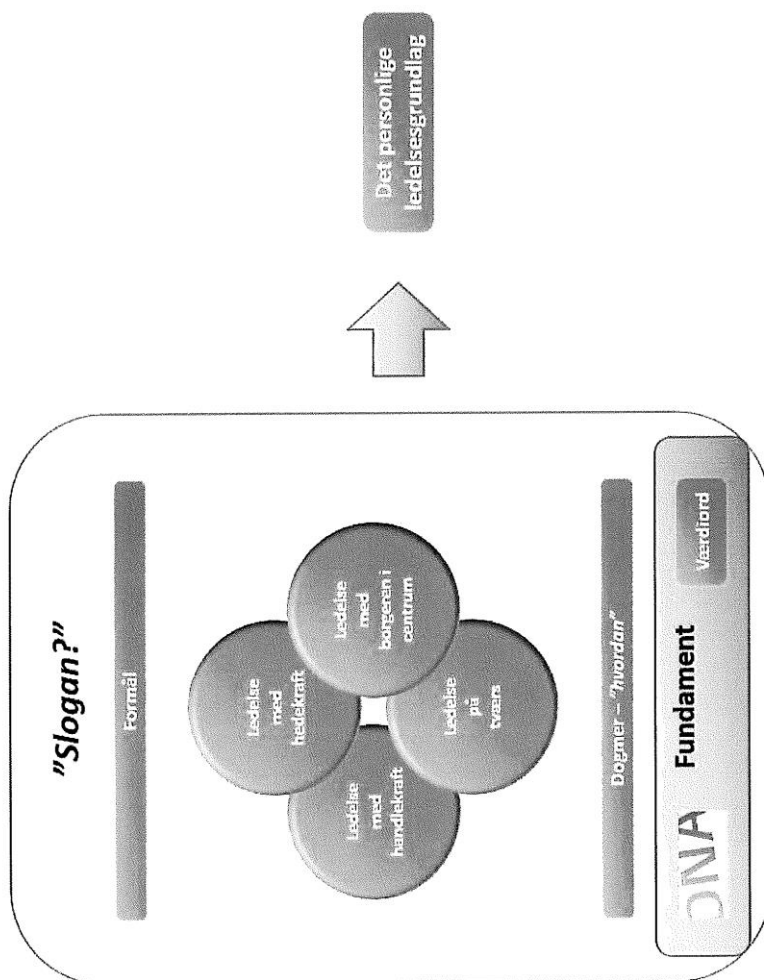 "Slogan?"
Formål
Ledelse
med
hedekraft
Ledelse
med
handlekraft
Ledelse
med
borgeren i
centrum
Ledelse
på
tværs
Dogmer – "hvordan"
DNA
Fundament
Værdiord
Det personlige
ledelsesgrundlag